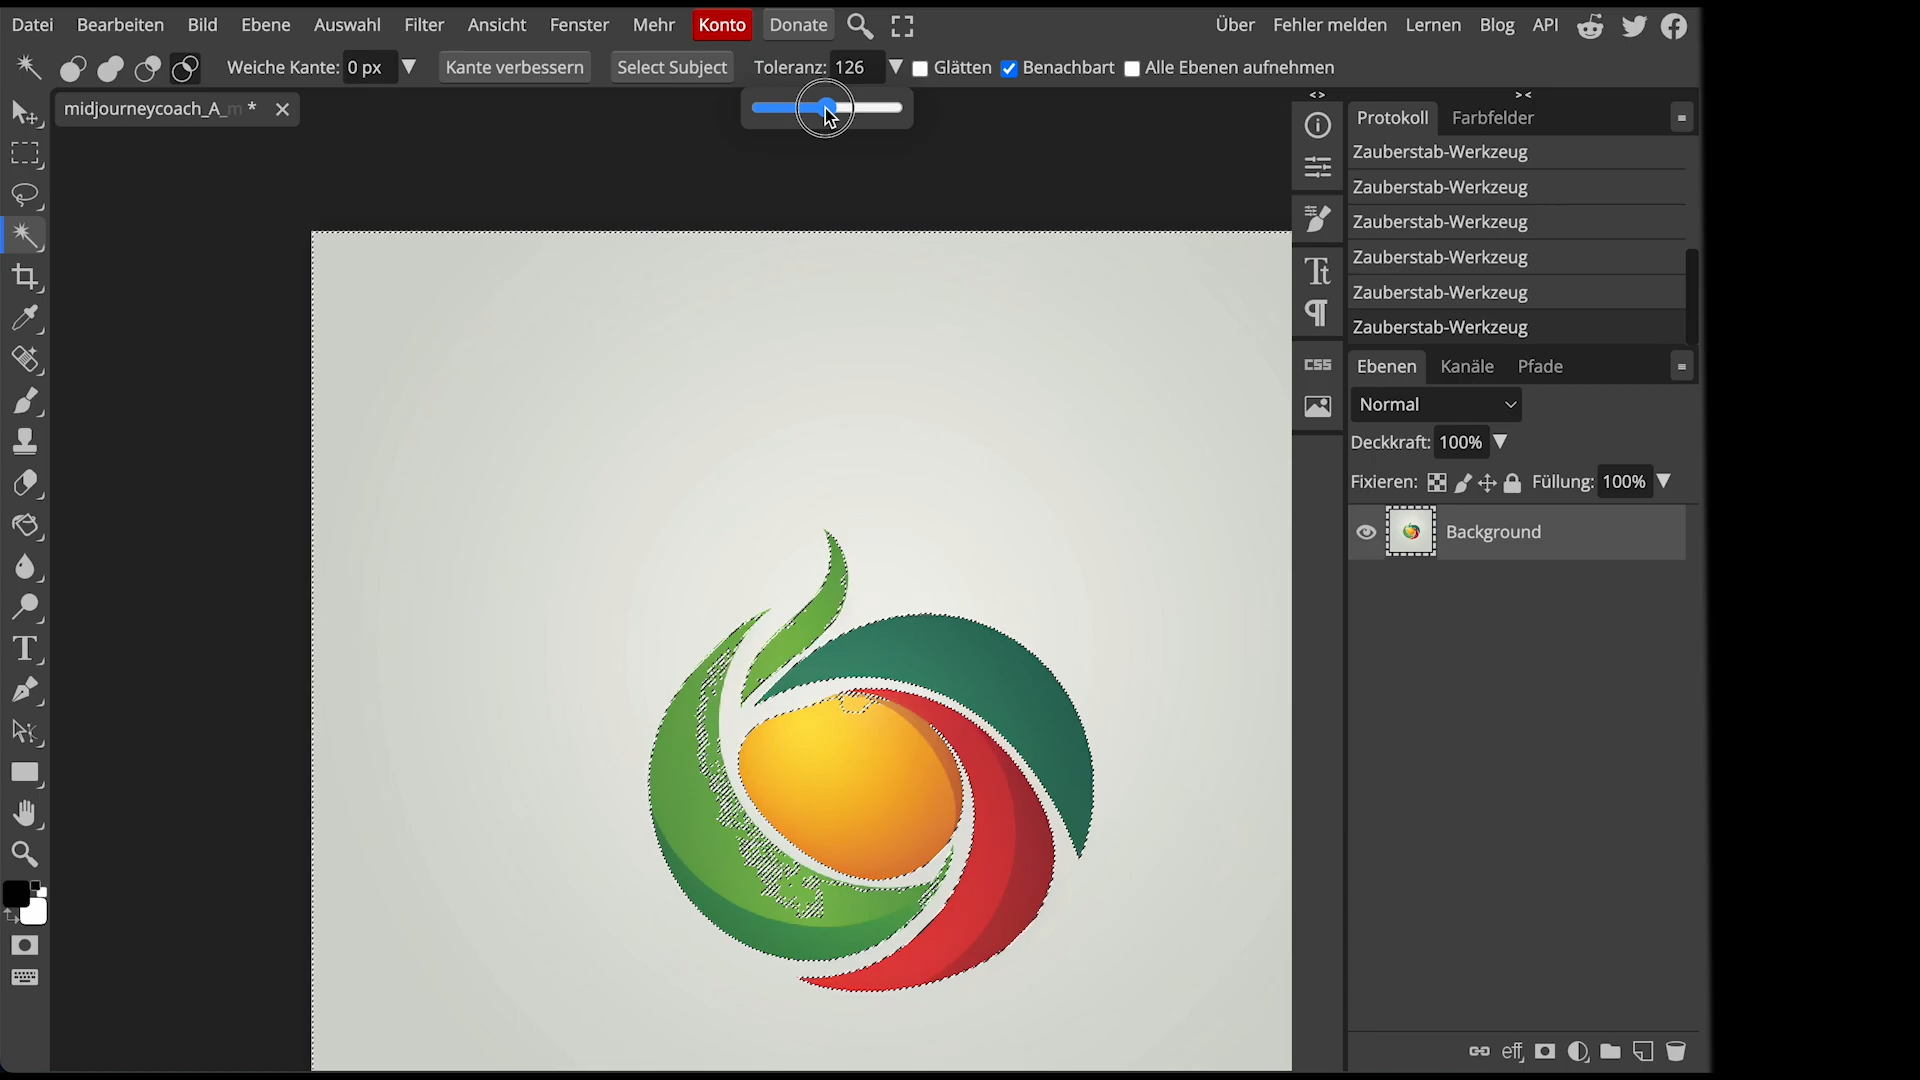 Datei Bearbeiten Bild Ebene Auswahl Filter Ansicht Fenster Mehr Konto Donate Über Fehler melden Lernen Blog API
Weiche Kante: 0 px Kante verbessern Select Subject Toleranz: 126 Glätten Benachbart Alle Ebenen aufnehmen
midjourneycoach_A_m *
Protokoll Farbfelder
Zauberstab-Werkzeug
Zauberstab-Werkzeug
Zauberstab-Werkzeug
Zauberstab-Werkzeug
Zauberstab-Werkzeug
Zauberstab-Werkzeug
CSS
Ebenen Kanäle Pfade
Normal
Deckkraft: 100%
Fixieren: Füllung: 100%
Background
eff